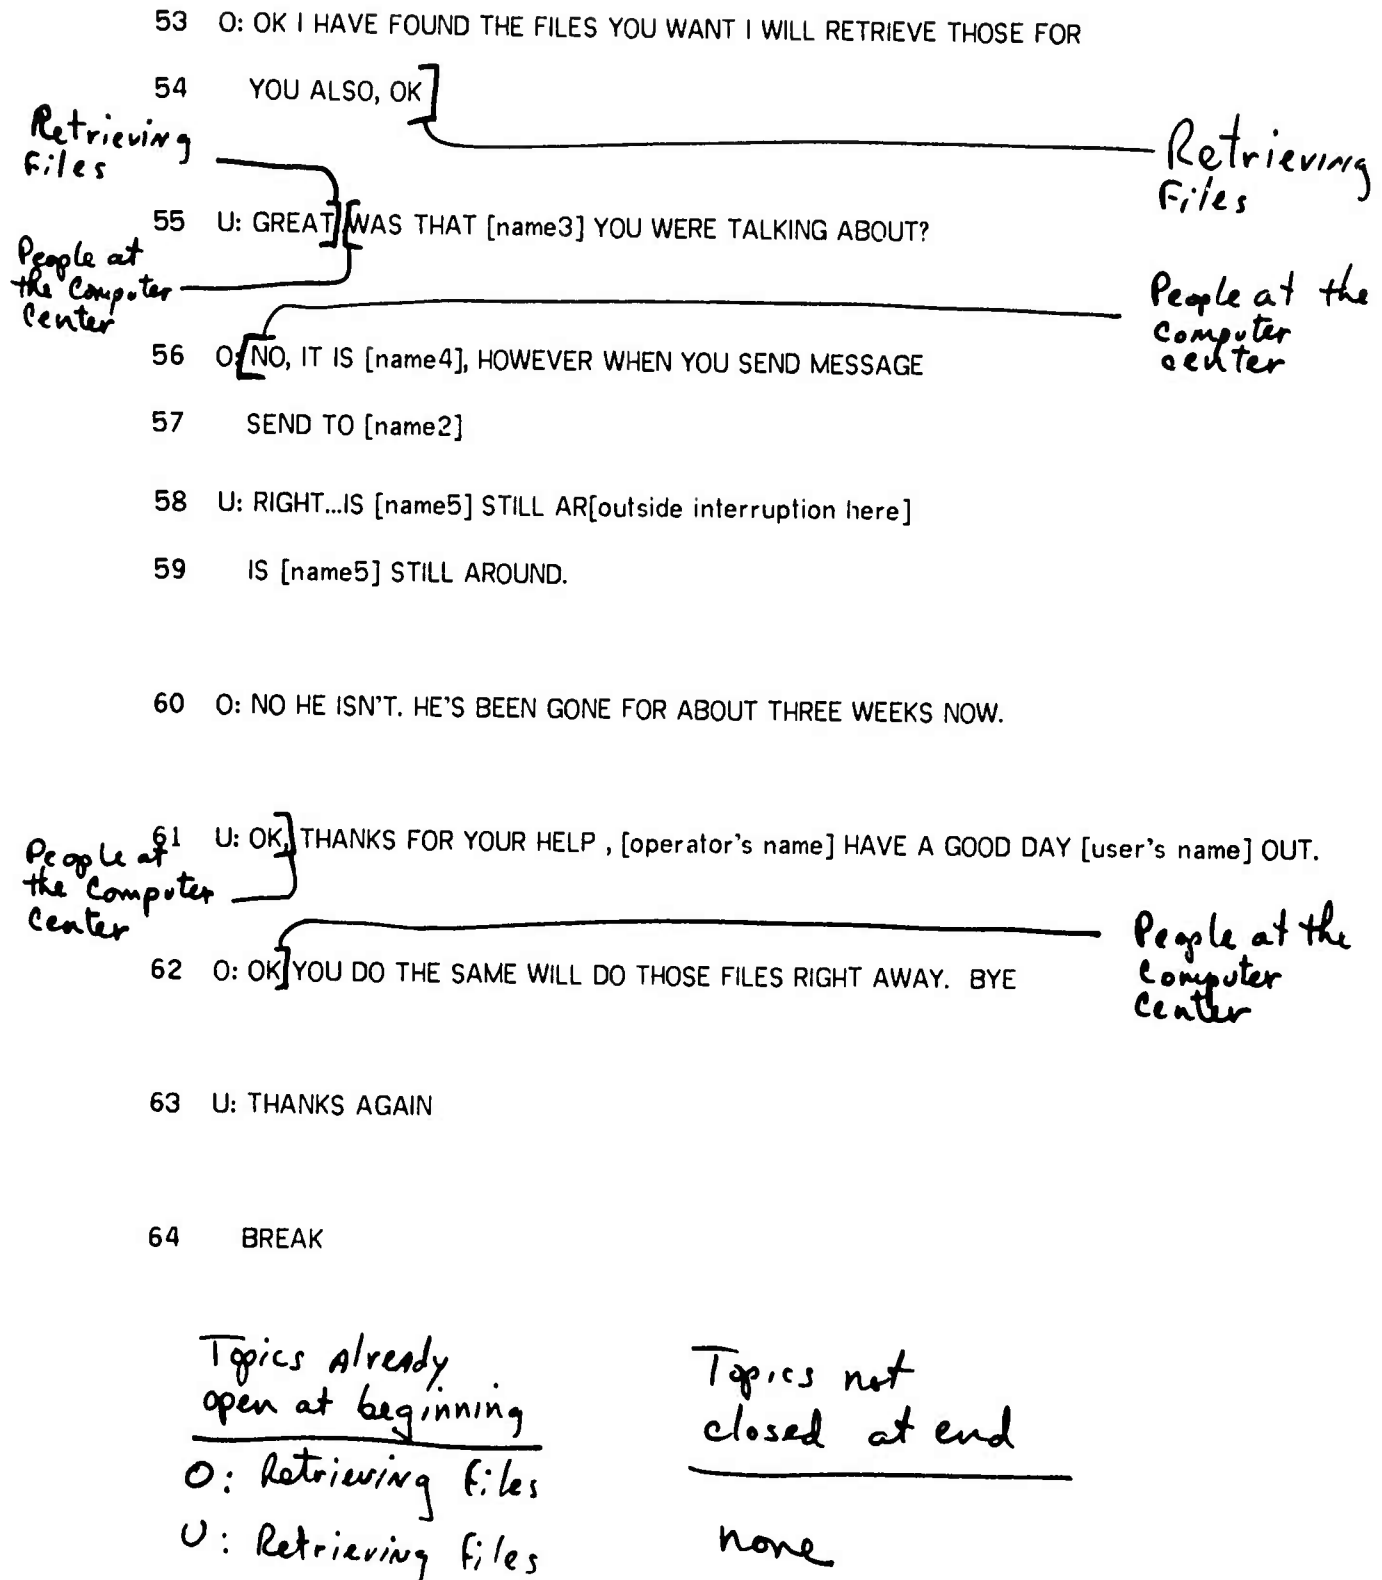 53 O: OK I HAVE FOUND THE FILES YOU WANT I WILL RETRIEVE THOSE FOR
54 YOU ALSO, OK]
Retrieving
Files
Retrieving
Files
55 U: GREAT] [WAS THAT [name3] YOU WERE TALKING ABOUT?
People at
the Computer
Center
People at the
Computer
center
56 O: [NO, IT IS [name4], HOWEVER WHEN YOU SEND MESSAGE
57 SEND TO [name2]
58 U: RIGHT...IS [name5] STILL AR[outside interruption here]
59 IS [name5] STILL AROUND.
60 O: NO HE ISN'T. HE'S BEEN GONE FOR ABOUT THREE WEEKS NOW.
61 U: OK,] THANKS FOR YOUR HELP , [operator's name] HAVE A GOOD DAY [user's name] OUT.
People at
the Computer
Center
People at the
Computer
Center
62 O: OK] YOU DO THE SAME WILL DO THOSE FILES RIGHT AWAY. BYE
63 U: THANKS AGAIN
64 BREAK
Topics Already
open at beginning
O: Retrieving Files
U: Retrieving Files
Topics not
closed at end
none